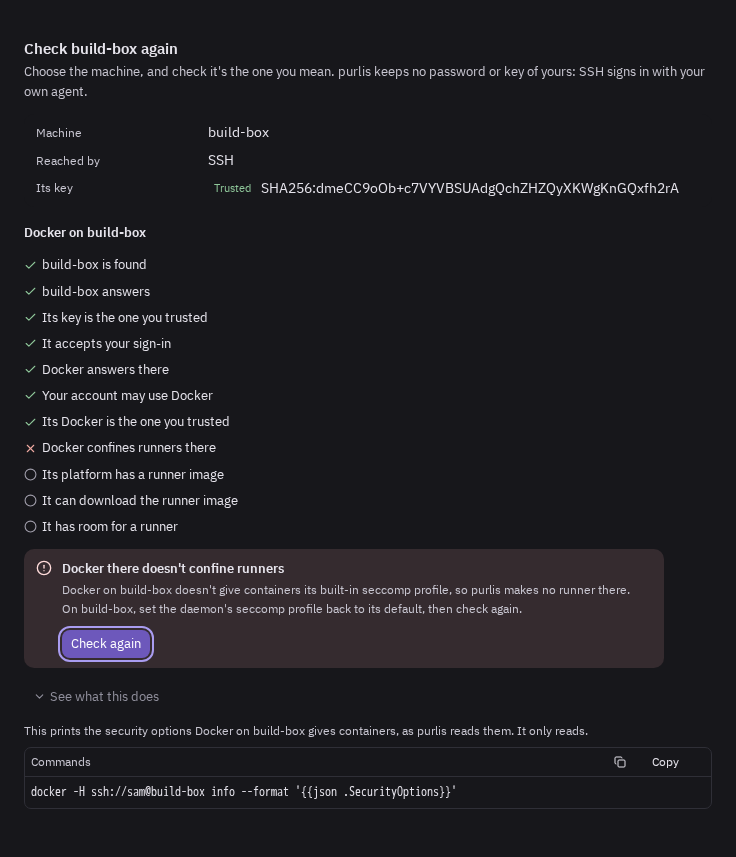 Check build-box again
Choose the machine, and check it's the one you mean. purlis keeps no password or key of yours: SSH signs in with your
own agent.
Machine build-box
Reached by SSH
Its key Trusted SHA256:dmeCC9oOb+c7VYVBSUAdgQchZHZQyXKWgKnGQxfh2rA
Docker on build-box
build-box is found
build-box answers
Its key is the one you trusted
It accepts your sign-in
Docker answers there
Your account may use Docker
Its Docker is the one you trusted
Docker confines runners there
Its platform has a runner image
It can download the runner image
It has room for a runner
Docker there doesn't confine runners
Docker on build-box doesn't give containers its built-in seccomp profile, so purlis makes no runner there.
On build-box, set the daemon's seccomp profile back to its default, then check again.
Check again
See what this does
This prints the security options Docker on build-box gives containers, as purlis reads them. It only reads.
Commands Copy
docker -H ssh://sam@build-box info --format '{{json .SecurityOptions}}'